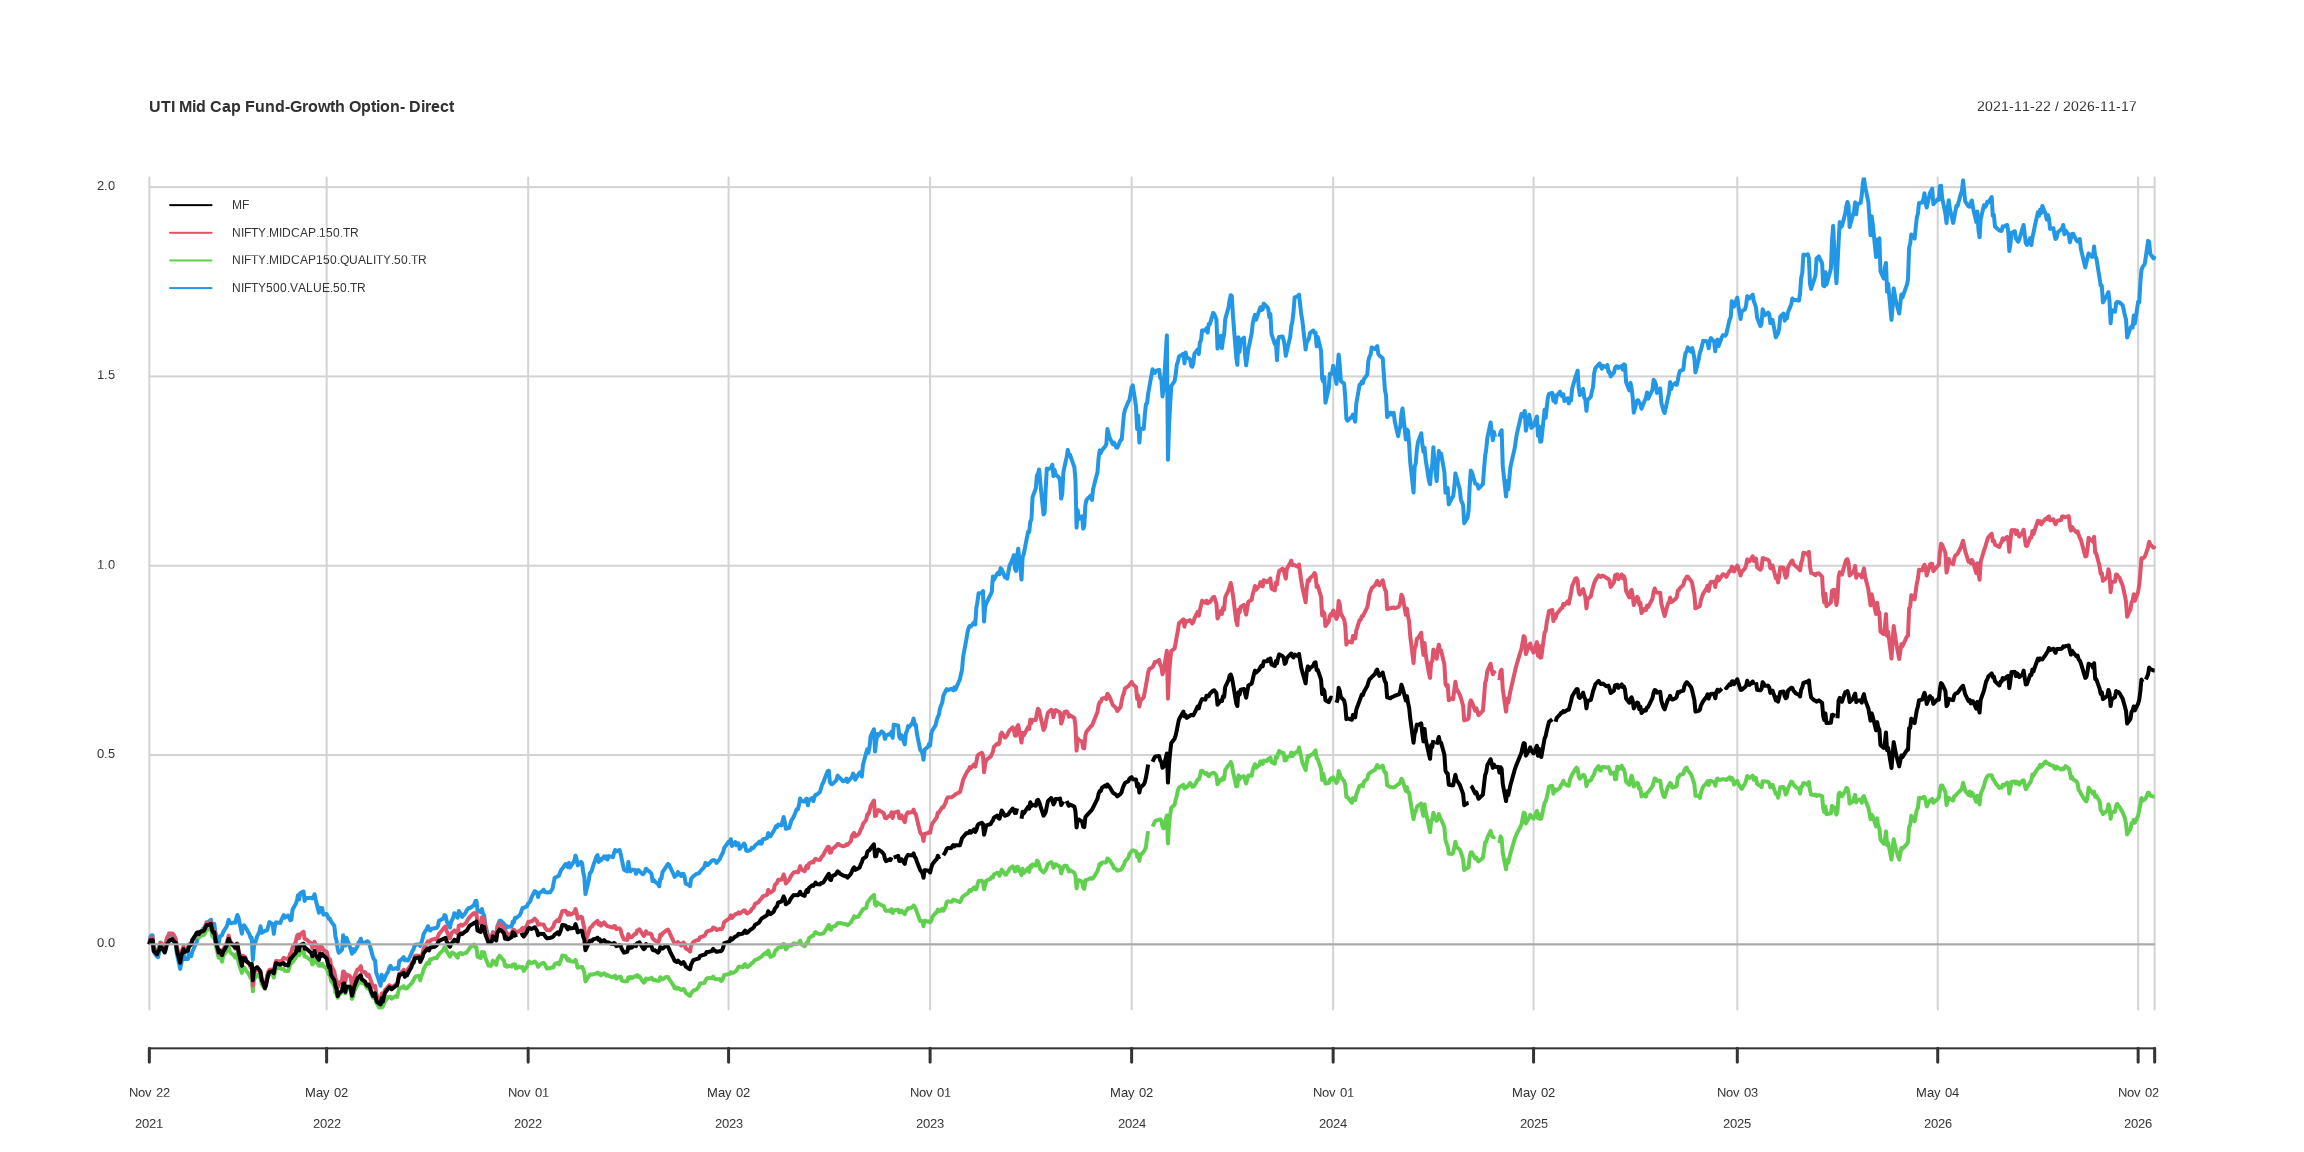 UTI Mid Cap Fund-Growth Option- Direct
2021-11-22 / 2026-11-17
2.0
MF
NIFTY.MIDCAP.150.TR
NIFTY.MIDCAP150.QUALITY.50.TR
NIFTY500.VALUE.50.TR
1.5
1.0
0.5
0.0
Nov 22 May 02 Nov 01 May 02 Nov 01 May 02 Nov 01 May 02 Nov 03 May 04 Nov 02
2021 2022 2022 2023 2023 2024 2024 2025 2025 2026 2026